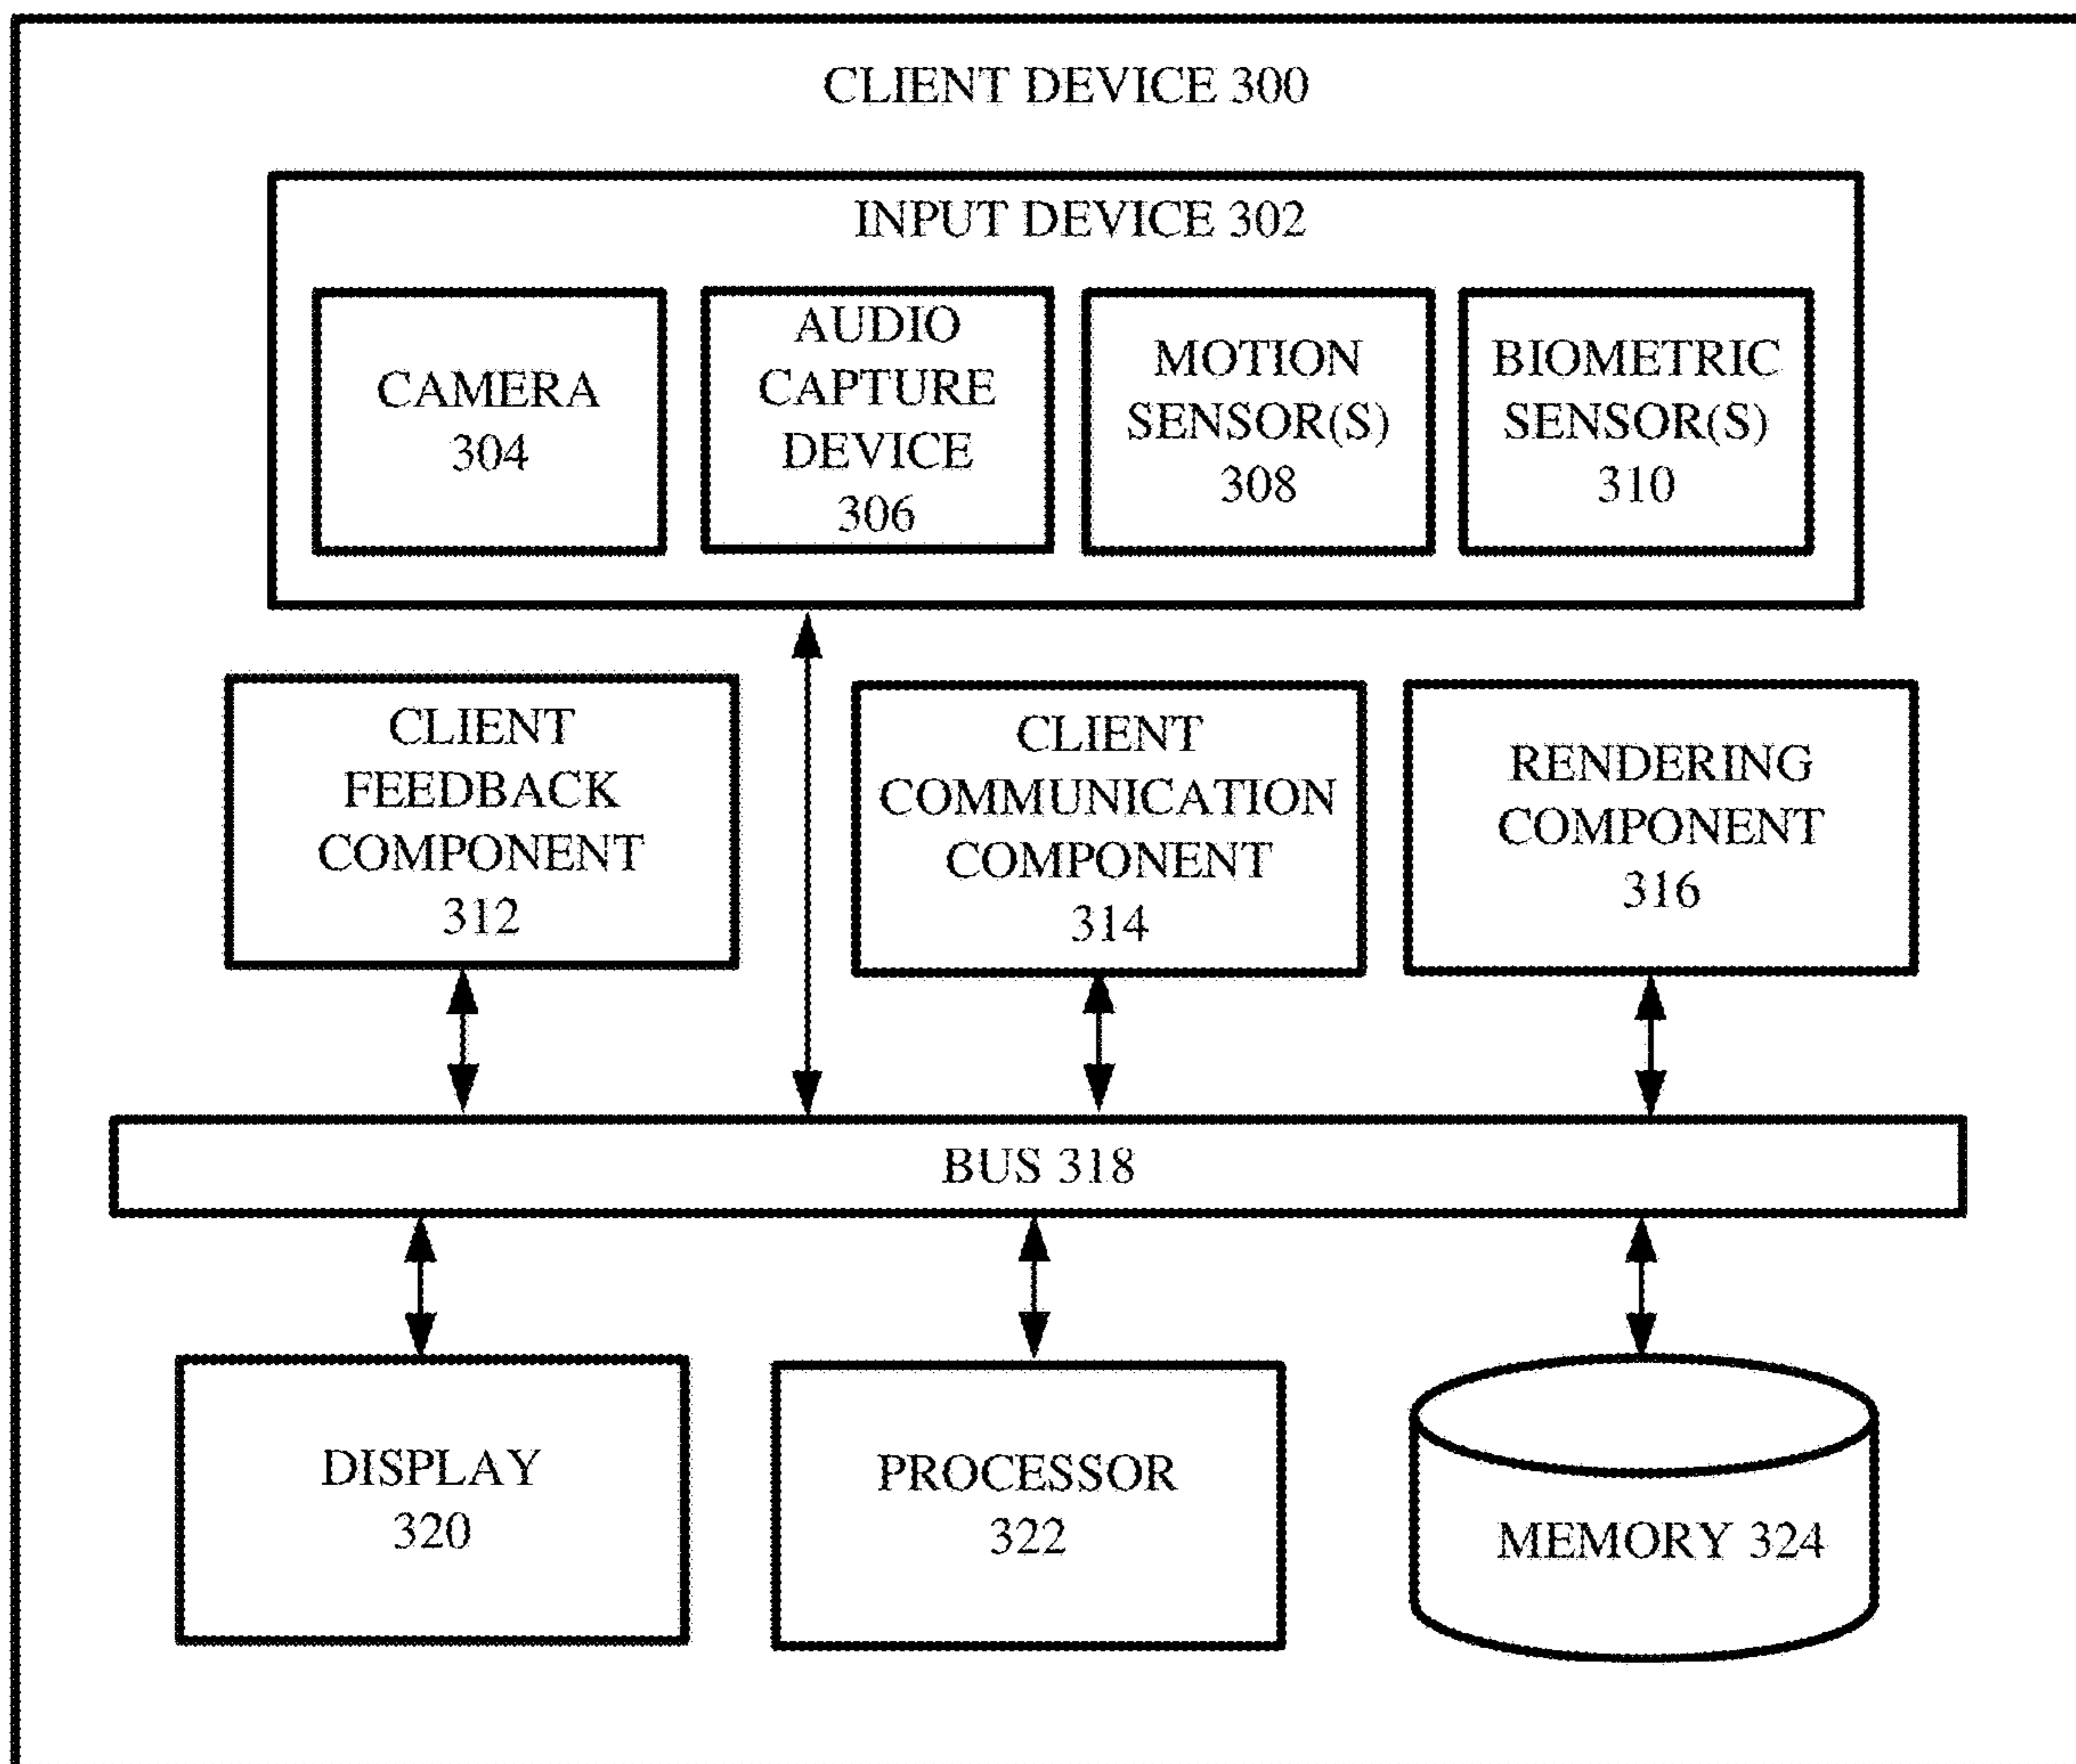 CLIENT DEVICE 300
INPUT DEVICE 302
CAMERA
304
AUDIO
CAPTURE
DEVICE
306
MOTION
SENSOR(S)
308
BIOMETRIC
SENSOR(S)
310
CLIENT
FEEDBACK
COMPONENT
312
CLIENT
COMMUNICATION
COMPONENT
314
RENDERING
COMPONENT
316
BUS 318
DISPLAY
320
PROCESSOR
322
MEMORY 324